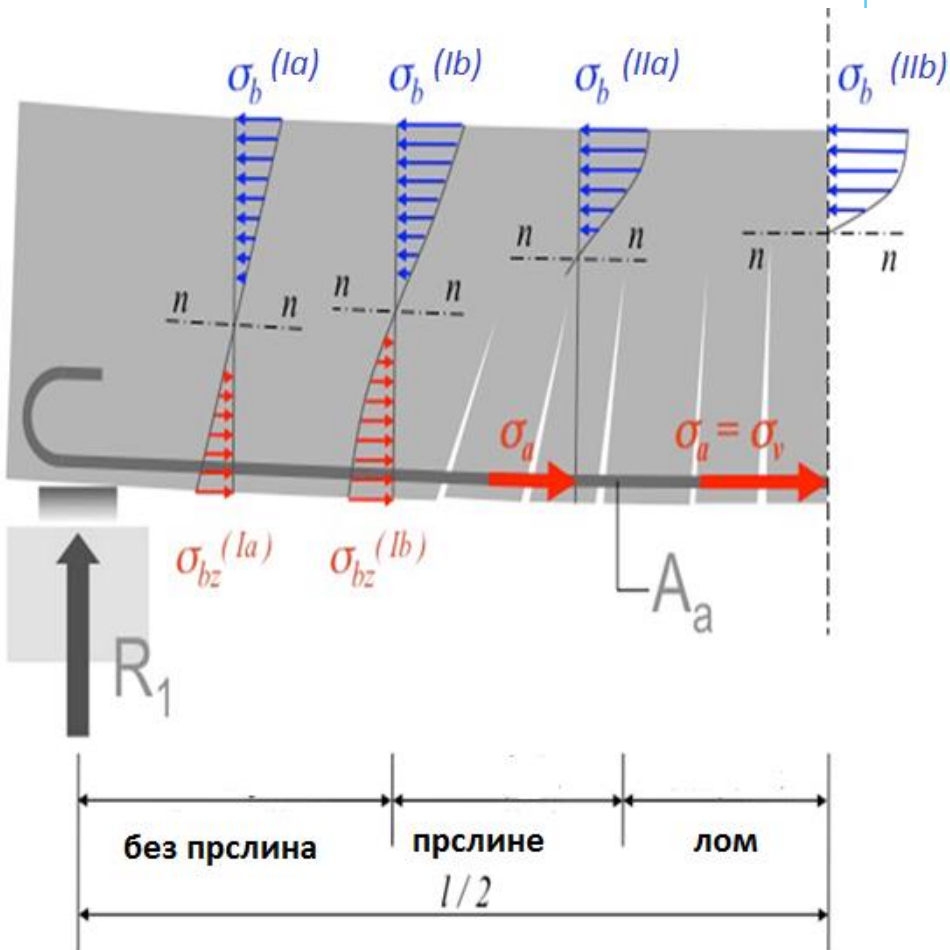 σb (Ia)
σb (Ib)
σb (IIa)
σb (IIb)
n n
n n
n n
n n
σa
σa = σv
σbz (Ia)
σbz (Ib)
Aa
R1
без прслина
прслине
лом
l / 2